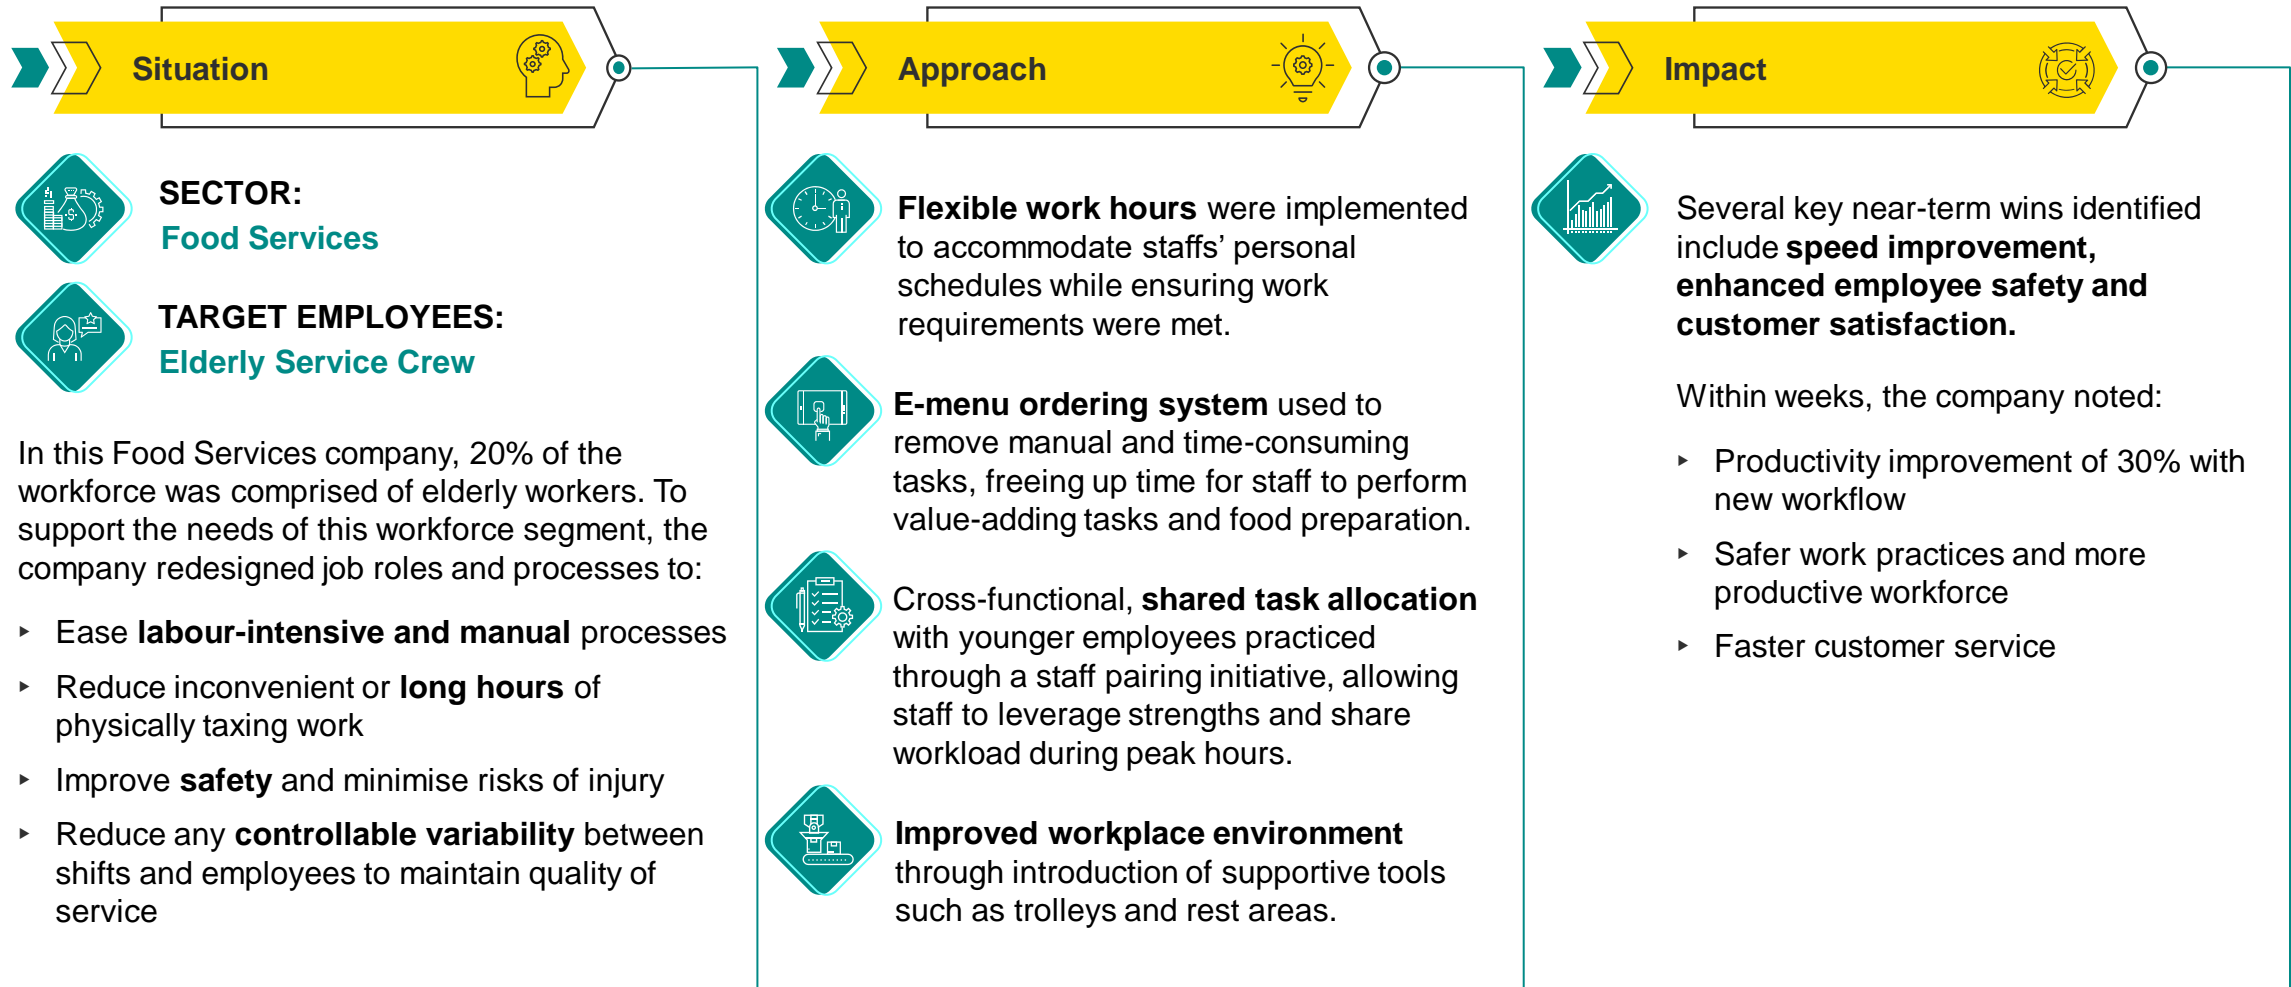 Situation
SECTOR:
Food Services
TARGET EMPLOYEES:
Elderly Service Crew
In this Food Services company, 20% of the
workforce was comprised of elderly workers. To
support the needs of this workforce segment, the
company redesigned job roles and processes to:
‣ Ease labour-intensive and manual processes
‣ Reduce inconvenient or long hours of
physically taxing work
‣ Improve safety and minimise risks of injury
‣ Reduce any controllable variability between
shifts and employees to maintain quality of
service
Approach
Flexible work hours were implemented
to accommodate staffs’ personal
schedules while ensuring work
requirements were met.
E-menu ordering system used to
remove manual and time-consuming
tasks, freeing up time for staff to perform
value-adding tasks and food preparation.
Cross-functional, shared task allocation
with younger employees practiced
through a staff pairing initiative, allowing
staff to leverage strengths and share
workload during peak hours.
Improved workplace environment
through introduction of supportive tools
such as trolleys and rest areas.
Impact
Several key near-term wins identified
include speed improvement,
enhanced employee safety and
customer satisfaction.
Within weeks, the company noted:
‣ Productivity improvement of 30% with
new workflow
‣ Safer work practices and more
productive workforce
‣ Faster customer service